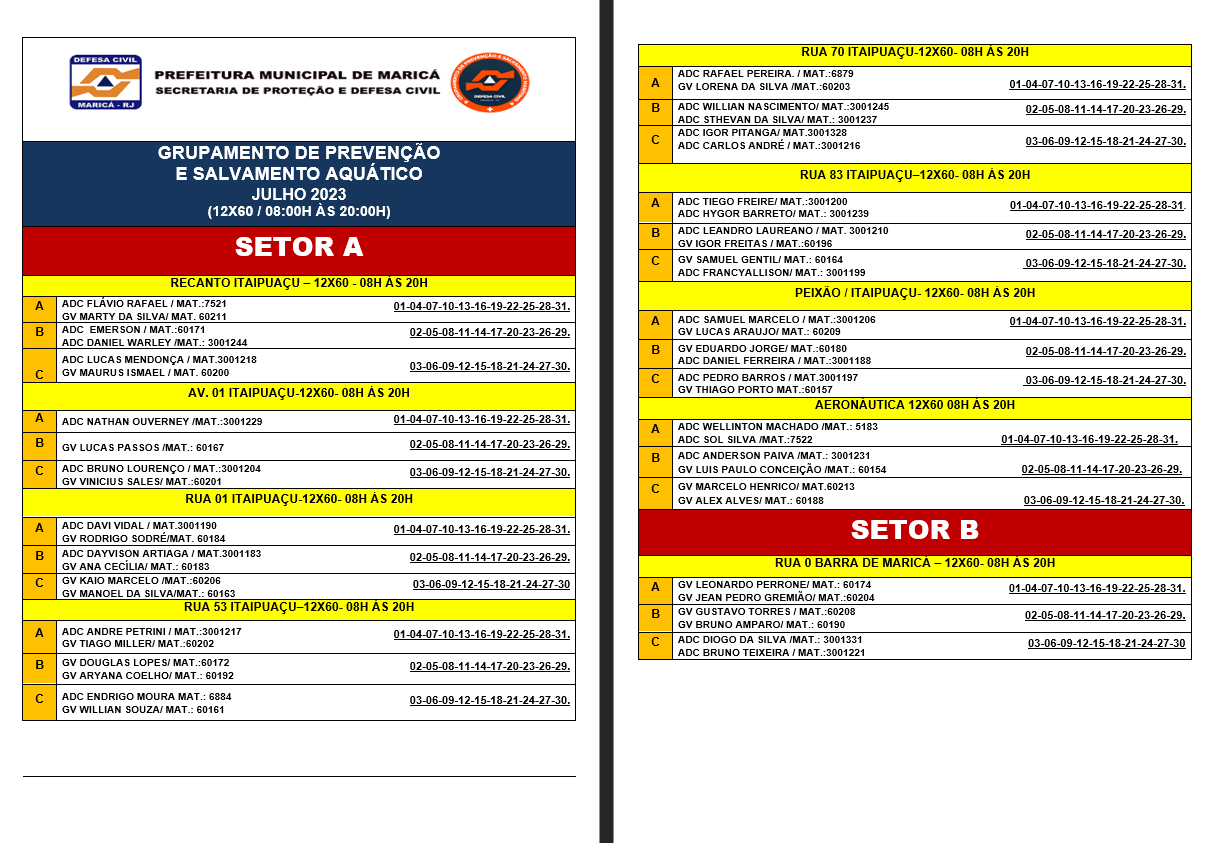 DEFESA CIVIL
MARICÁ - RJ
PREFEITURA MUNICIPAL DE MARICÁ
SECRETARIA DE PROTEÇÃO E DEFESA CIVIL
DEFESA CIVIL
GRUPAMENTO DE PREVENÇÃO
E SALVAMENTO AQUÁTICO
JULHO 2023
(12X60 / 08:00H ÀS 20:00H)
SETOR A
RECANTO ITAIPUAÇU – 12X60 - 08H ÀS 20H
A
ADC FLÁVIO RAFAEL / MAT.:7521
GV MARTY DA SILVA/ MAT. 60211
01-04-07-10-13-16-19-22-25-28-31.
B
ADC EMERSON / MAT.:60171
ADC DANIEL WARLEY /MAT.: 3001244
02-05-08-11-14-17-20-23-26-29.
C
ADC LUCAS MENDONÇA / MAT.3001218
GV MAURUS ISMAEL / MAT. 60200
03-06-09-12-15-18-21-24-27-30.
AV. 01 ITAIPUAÇU-12X60- 08H ÀS 20H
A
ADC NATHAN OUVERNEY /MAT.:3001229
01-04-07-10-13-16-19-22-25-28-31.
B
GV LUCAS PASSOS /MAT.: 60167
02-05-08-11-14-17-20-23-26-29.
C
ADC BRUNO LOURENÇO / MAT.:3001204
GV VINICIUS SALES/ MAT.:60201
03-06-09-12-15-18-21-24-27-30.
RUA 01 ITAIPUAÇU-12X60- 08H ÀS 20H
A
ADC DAVI VIDAL / MAT.3001190
GV RODRIGO SODRÉ/MAT. 60184
01-04-07-10-13-16-19-22-25-28-31.
B
ADC DAYVISON ARTIAGA / MAT.3001183
GV ANA CECÍLIA/ MAT.: 60183
02-05-08-11-14-17-20-23-26-29.
C
GV KAIO MARCELO /MAT.:60206
GV MANOEL DA SILVA/MAT.: 60163
03-06-09-12-15-18-21-24-27-30
RUA 53 ITAIPUAÇU–12X60- 08H ÀS 20H
A
ADC ANDRE PETRINI / MAT.:3001217
GV TIAGO MILLER/ MAT.:60202
01-04-07-10-13-16-19-22-25-28-31.
B
GV DOUGLAS LOPES/ MAT.:60172
GV ARYANA COELHO/ MAT.: 60192
02-05-08-11-14-17-20-23-26-29.
C
ADC ENDRIGO MOURA MAT.: 6884
GV WILLIAN SOUZA/ MAT.: 60161
03-06-09-12-15-18-21-24-27-30.
RUA 70 ITAIPUAÇU-12X60- 08H ÀS 20H
A
ADC RAFAEL PEREIRA. / MAT.:6879
GV LORENA DA SILVA /MAT.:60203
01-04-07-10-13-16-19-22-25-28-31.
B
ADC WILLIAN NASCIMENTO/ MAT.:3001245
ADC STHEVAN DA SILVA/ MAT.: 3001237
02-05-08-11-14-17-20-23-26-29.
C
ADC IGOR PITANGA/ MAT.3001328
ADC CARLOS ANDRÉ / MAT.:3001216
03-06-09-12-15-18-21-24-27-30.
RUA 83 ITAIPUAÇU–12X60- 08H ÀS 20H
A
ADC TIEGO FREIRE/ MAT.:3001200
ADC HYGOR BARRETO/ MAT.: 3001239
01-04-07-10-13-16-19-22-25-28-31.
B
ADC LEANDRO LAUREANO / MAT. 3001210
GV IGOR FREITAS / MAT.:60196
02-05-08-11-14-17-20-23-26-29.
C
GV SAMUEL GENTIL/ MAT.: 60164
ADC FRANCYALLISON/ MAT.: 3001199
03-06-09-12-15-18-21-24-27-30.
PEIXÃO / ITAIPUAÇU- 12X60- 08H ÀS 20H
A
ADC SAMUEL MARCELO / MAT.:3001206
GV LUCAS ARAUJO/ MAT.: 60209
01-04-07-10-13-16-19-22-25-28-31.
B
GV EDUARDO JORGE/ MAT.:60180
ADC DANIEL FERREIRA / MAT.:3001188
02-05-08-11-14-17-20-23-26-29.
C
ADC PEDRO BARROS / MAT.3001197
GV THIAGO PORTO MAT.:60157
03-06-09-12-15-18-21-24-27-30.
AERONÁUTICA 12X60 08H ÀS 20H
A
ADC WELLINTON MACHADO /MAT.: 5183
ADC SOL SILVA /MAT.:7522
01-04-07-10-13-16-19-22-25-28-31.
B
ADC ANDERSON PAIVA /MAT.: 3001231
GV LUIS PAULO CONCEIÇÃO /MAT.: 60154
02-05-08-11-14-17-20-23-26-29.
C
GV MARCELO HENRICO/ MAT.60213
GV ALEX ALVES/ MAT.: 60188
03-06-09-12-15-18-21-24-27-30.
SETOR B
RUA 0 BARRA DE MARICÁ – 12X60- 08H ÀS 20H
A
GV LEONARDO PERRONE/ MAT.: 60174
GV JEAN PEDRO GREMIÃO/ MAT.:60204
01-04-07-10-13-16-19-22-25-28-31.
B
GV GUSTAVO TORRES / MAT.:60208
GV BRUNO AMPARO/ MAT.: 60190
02-05-08-11-14-17-20-23-26-29.
C
ADC DIOGO DA SILVA /MAT.: 3001331
ADC BRUNO TEIXEIRA / MAT.:3001221
03-06-09-12-15-18-21-24-27-30